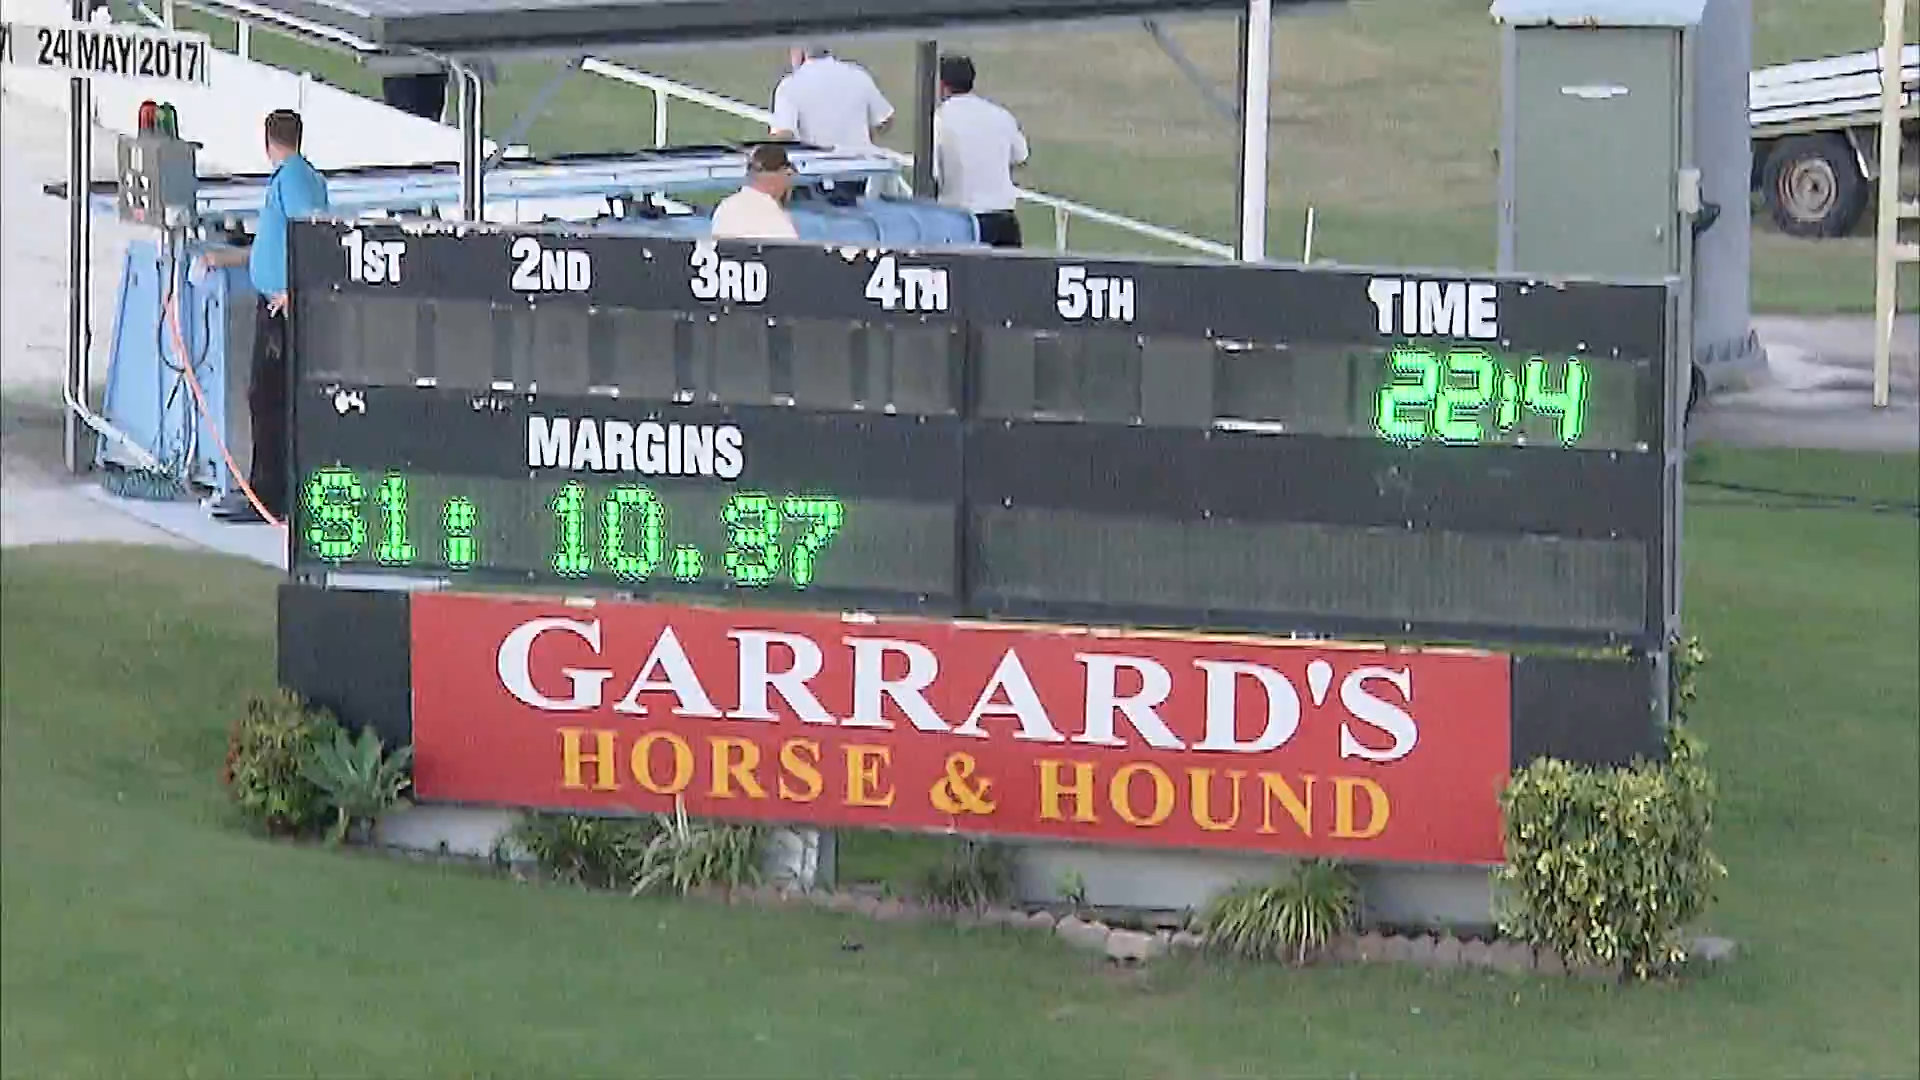 24 MAY 2017
1ST 2ND 3RD 4TH 5TH TIME
22:4
MARGINS
S1: 10.37
GARRARD'S
HORSE & HOUND